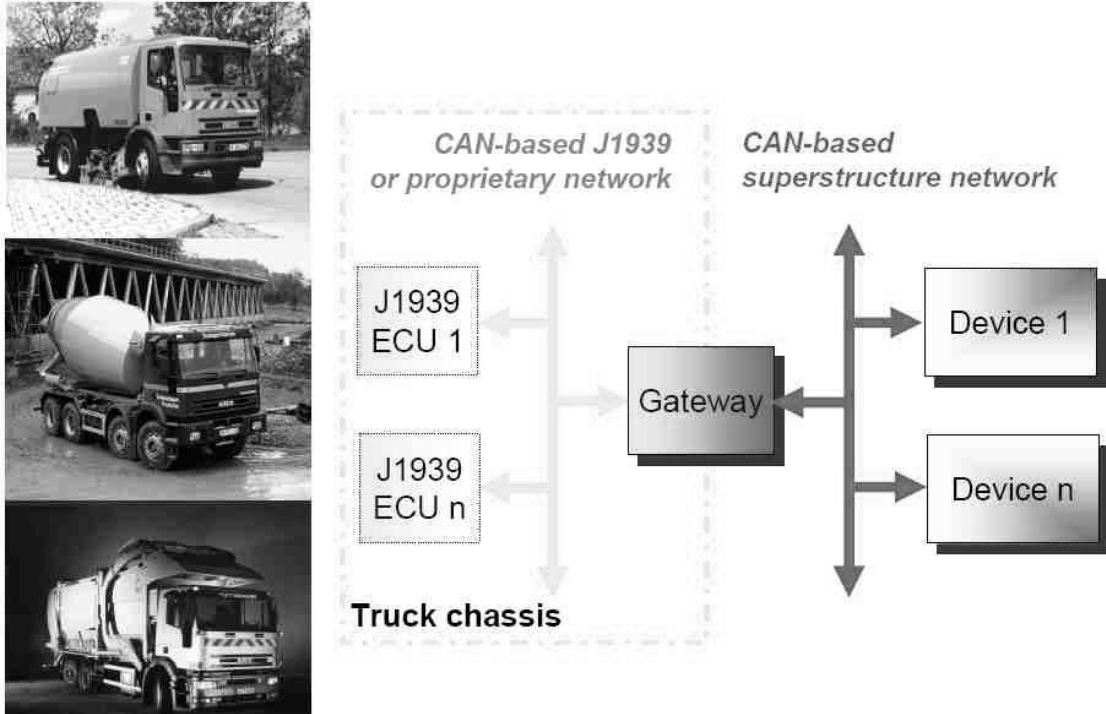 CAN-based J1939
or proprietary network
CAN-based
superstructure network
J1939
ECU 1
Device 1
Gateway
J1939
ECU n
Device n
Truck chassis